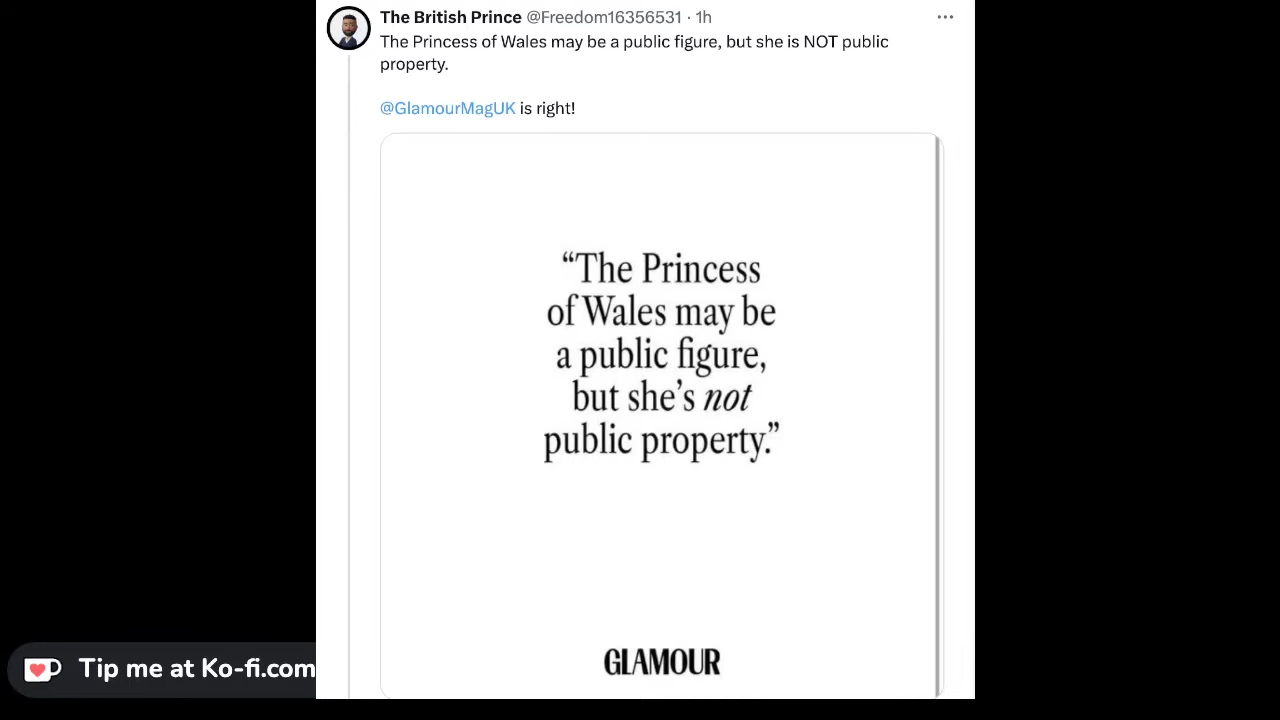 The British Prince @Freedom16356531 · 1h
The Princess of Wales may be a public figure, but she is NOT public
property.
@GlamourMagUK is right!
“The Princess
of Wales may be
a public figure,
but she’s not
public property.”
GLAMOUR
Tip me at Ko-fi.com